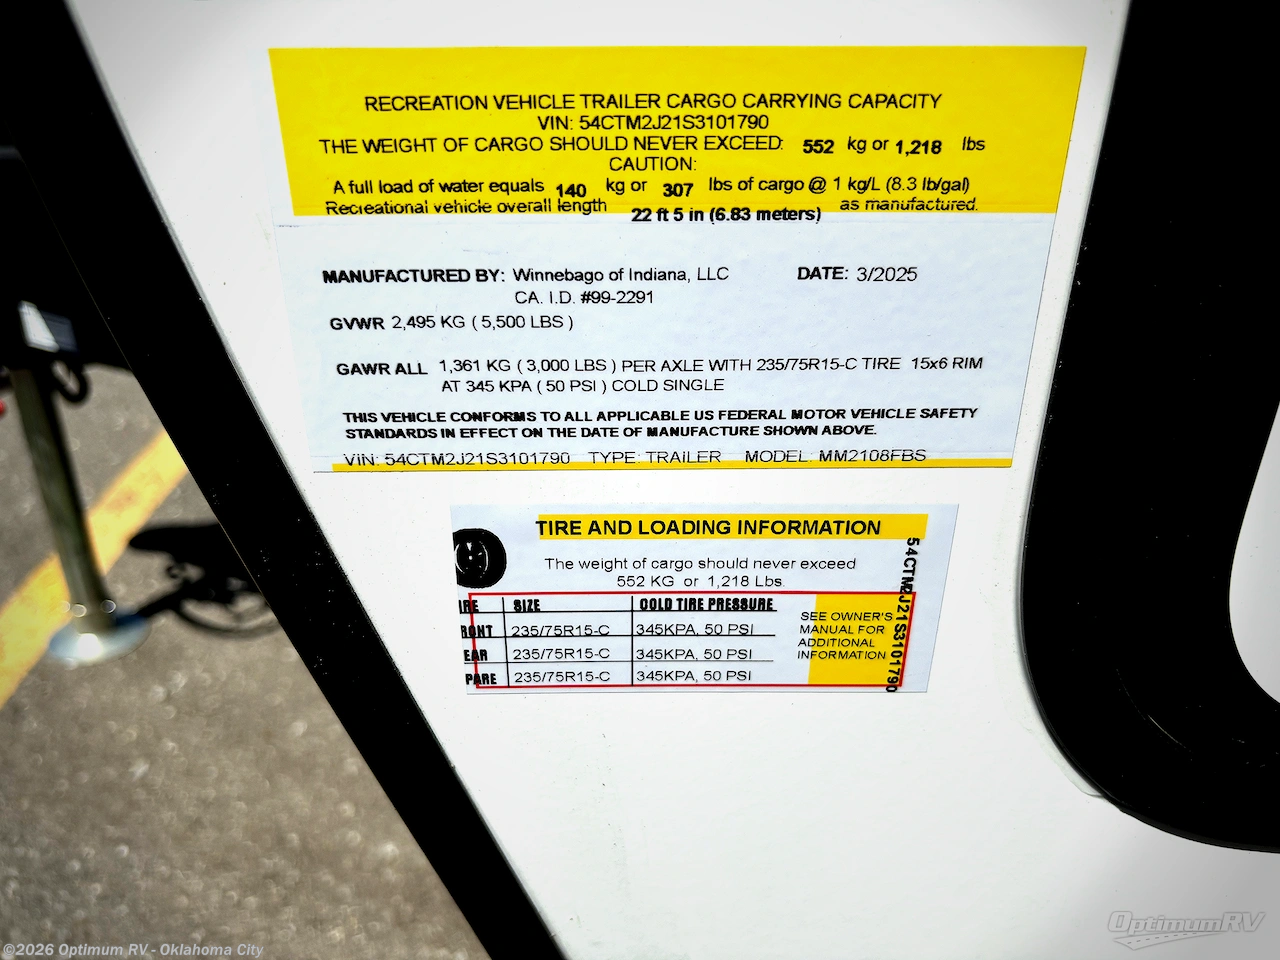 RECREATION VEHICLE TRAILER CARGO CARRYING CAPACITY
VIN: 54CTM2J21S3101790
THE WEIGHT OF CARGO SHOULD NEVER EXCEED: 552 kg or 1,218 lbs
CAUTION:
A full load of water equals 140 kg or 307 lbs of cargo @ 1 kg/L (8.3 lb/gal)
Recreational vehicle overall length 22 ft 5 in (6.83 meters) as manufactured.
MANUFACTURED BY: Winnebago of Indiana, LLC DATE: 3/2025
CA. I.D. #99-2291
GVWR 2,495 KG ( 5,500 LBS )
GAWR ALL 1,361 KG ( 3,000 LBS ) PER AXLE WITH 235/75R15-C TIRE 15x6 RIM
AT 345 KPA ( 50 PSI ) COLD SINGLE
THIS VEHICLE CONFORMS TO ALL APPLICABLE US FEDERAL MOTOR VEHICLE SAFETY
STANDARDS IN EFFECT ON THE DATE OF MANUFACTURE SHOWN ABOVE.
VIN: 54CTM2J21S3101790 TYPE: TRAILER MODEL: MM2108FBS
TIRE AND LOADING INFORMATION
The weight of cargo should never exceed
552 KG or 1,218 Lbs.
IRE SIZE COLD TIRE PRESSURE
RONT 235/75R15-C 345KPA, 50 PSI
EAR 235/75R15-C 345KPA, 50 PSI
PARE 235/75R15-C 345KPA, 50 PSI
SEE OWNER'S
MANUAL FOR
ADDITIONAL
INFORMATION
54CTM2J21S3101790
OptimumRV
©2026 Optimum RV - Oklahoma City